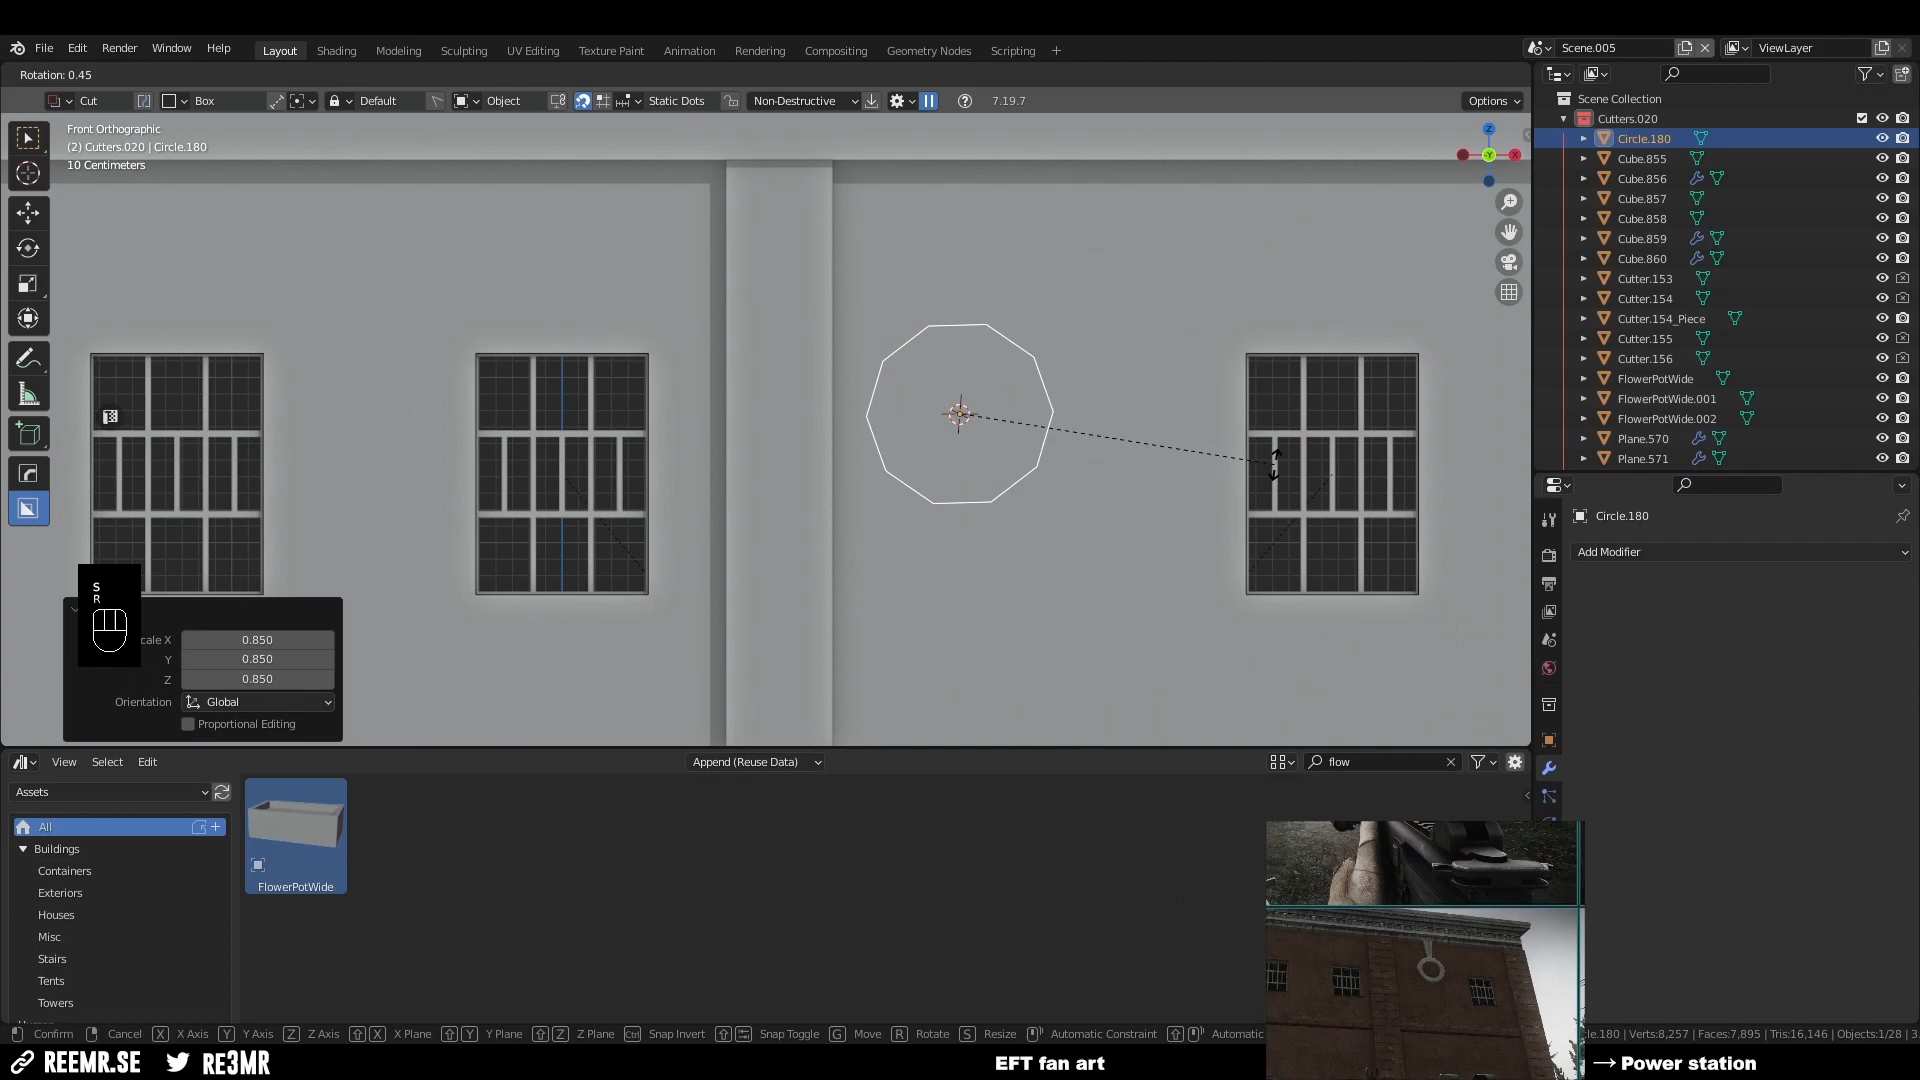 File Edit Render Window Help Layout Shading Modeling Sculpting UV Editing Texture Paint Animation Rendering Compositing Geometry Nodes Scripting Scene.005 ViewLayer
Rotation: 0.45
Cut Box Default Object Static Dots Non-Destructive 7.19.7 Options
Front Orthographic
(2) Cutters.020 | Circle.180
10 Centimeters
Z
X
-Y
S
R
cale X 0.850
Y 0.850
Z 0.850
Orientation Global
Proportional Editing
Scene Collection
Cutters.020
Circle.180
Cube.855
Cube.856
Cube.857
Cube.858
Cube.859
Cube.860
Cutter.153
Cutter.154
Cutter.154_Piece
Cutter.155
Cutter.156
FlowerPotWide
FlowerPotWide.001
FlowerPotWide.002
Plane.570
Plane.571
Circle.180
Add Modifier
View Select Edit Append (Reuse Data) flow
Assets
All
Buildings
Containers
Exteriors
Houses
Misc
Stairs
Tents
Towers
FlowerPotWide
Confirm Cancel X X Axis Y Y Axis Z Z Axis X X Plane Y Y Plane Z Z Plane Ctrl Snap Invert Snap Toggle G Move R Rotate S Resize Automatic Constraint Automatic cle.180 | Verts:8,257 | Faces:7,895 | Tris:16,146 | Objects:1/28 | 3.
REEMR.SE RE3MR EFT fan art → Power station